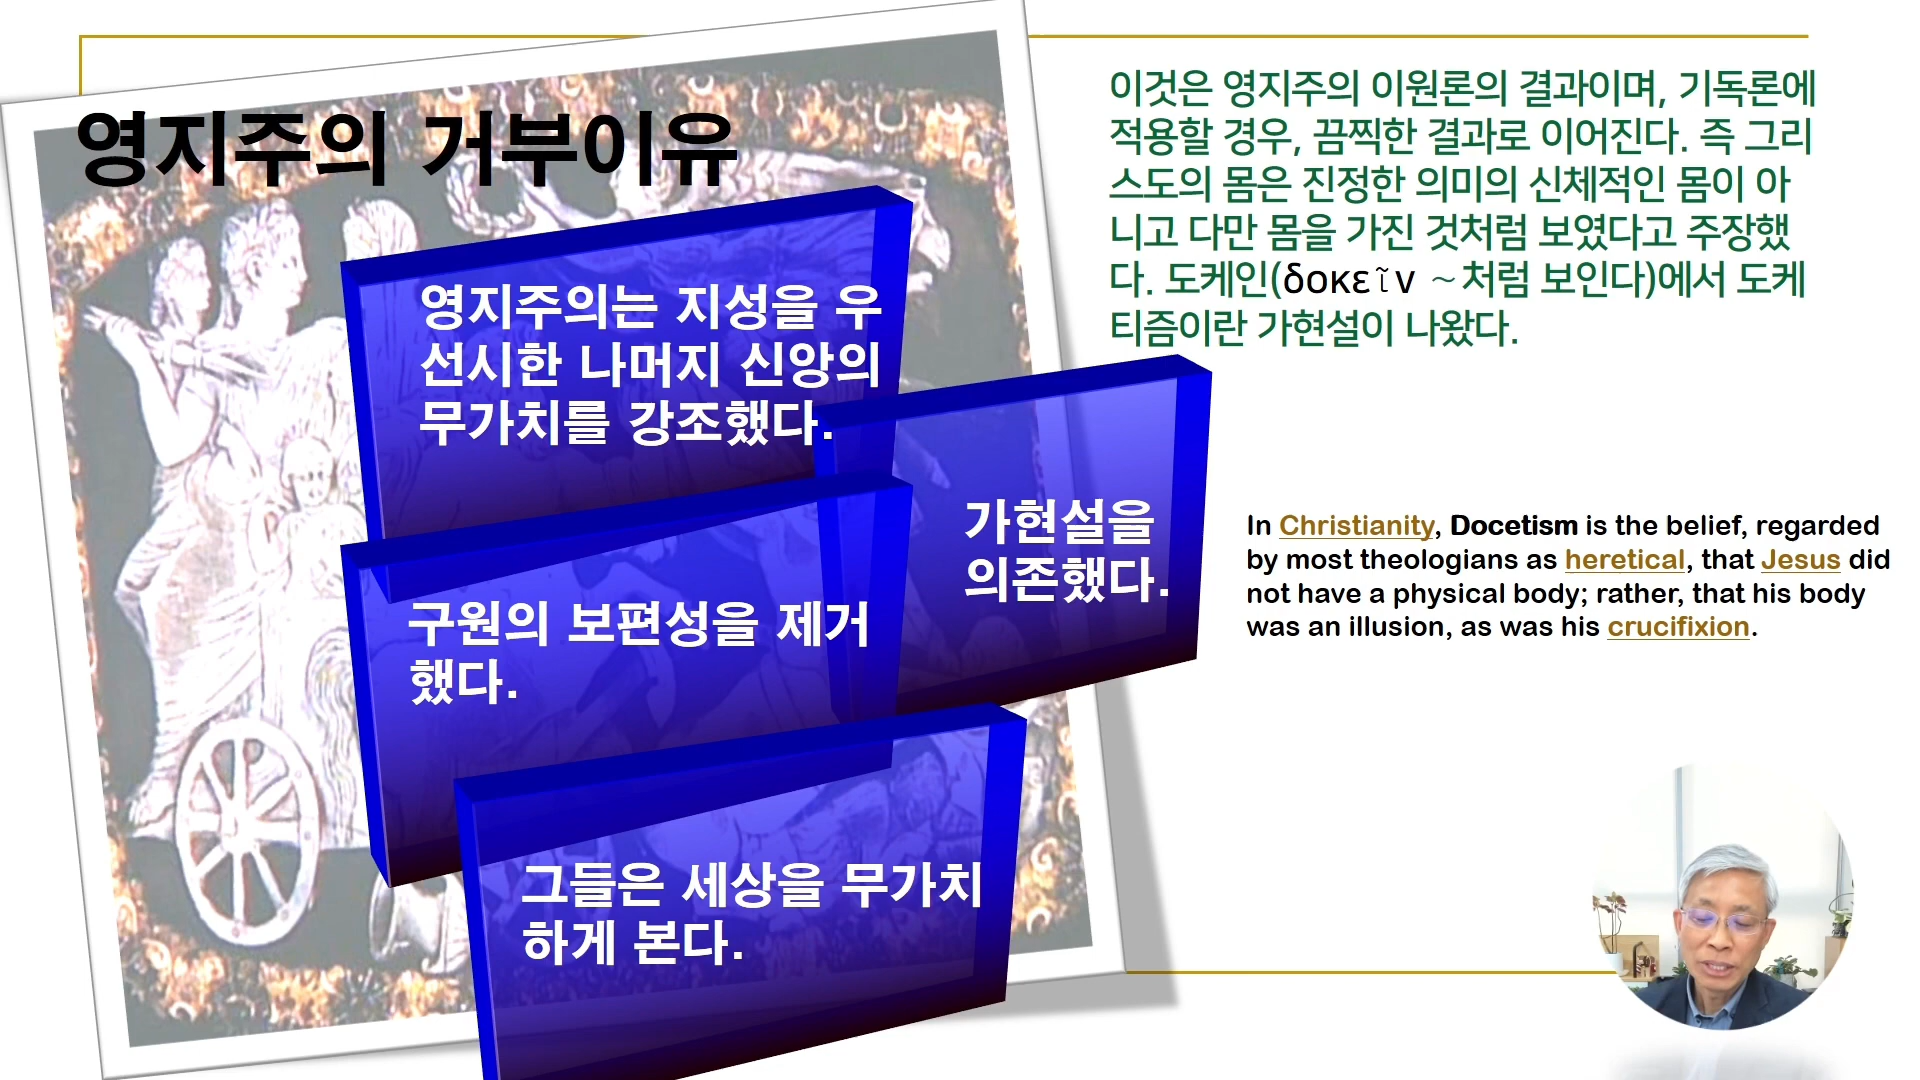 영지주의 거부이유
영지주의는 지성을 우
선시한 나머지 신앙의
무가치를 강조했다.
가현설을
의존했다.
구원의 보편성을 제거
했다.
그들은 세상을 무가치
하게 본다.
이것은 영지주의 이원론의 결과이며, 기독론에
적용할 경우, 끔찍한 결과로 이어진다. 즉 그리
스도의 몸은 진정한 의미의 신체적인 몸이 아
니고 다만 몸을 가진 것처럼 보였다고 주장했
다. 도케인(δοκεῖν ~처럼 보인다)에서 도케
티즘이란 가현설이 나왔다.
In Christianity, Docetism is the belief, regarded
by most theologians as heretical, that Jesus did
not have a physical body; rather, that his body
was an illusion, as was his crucifixion.